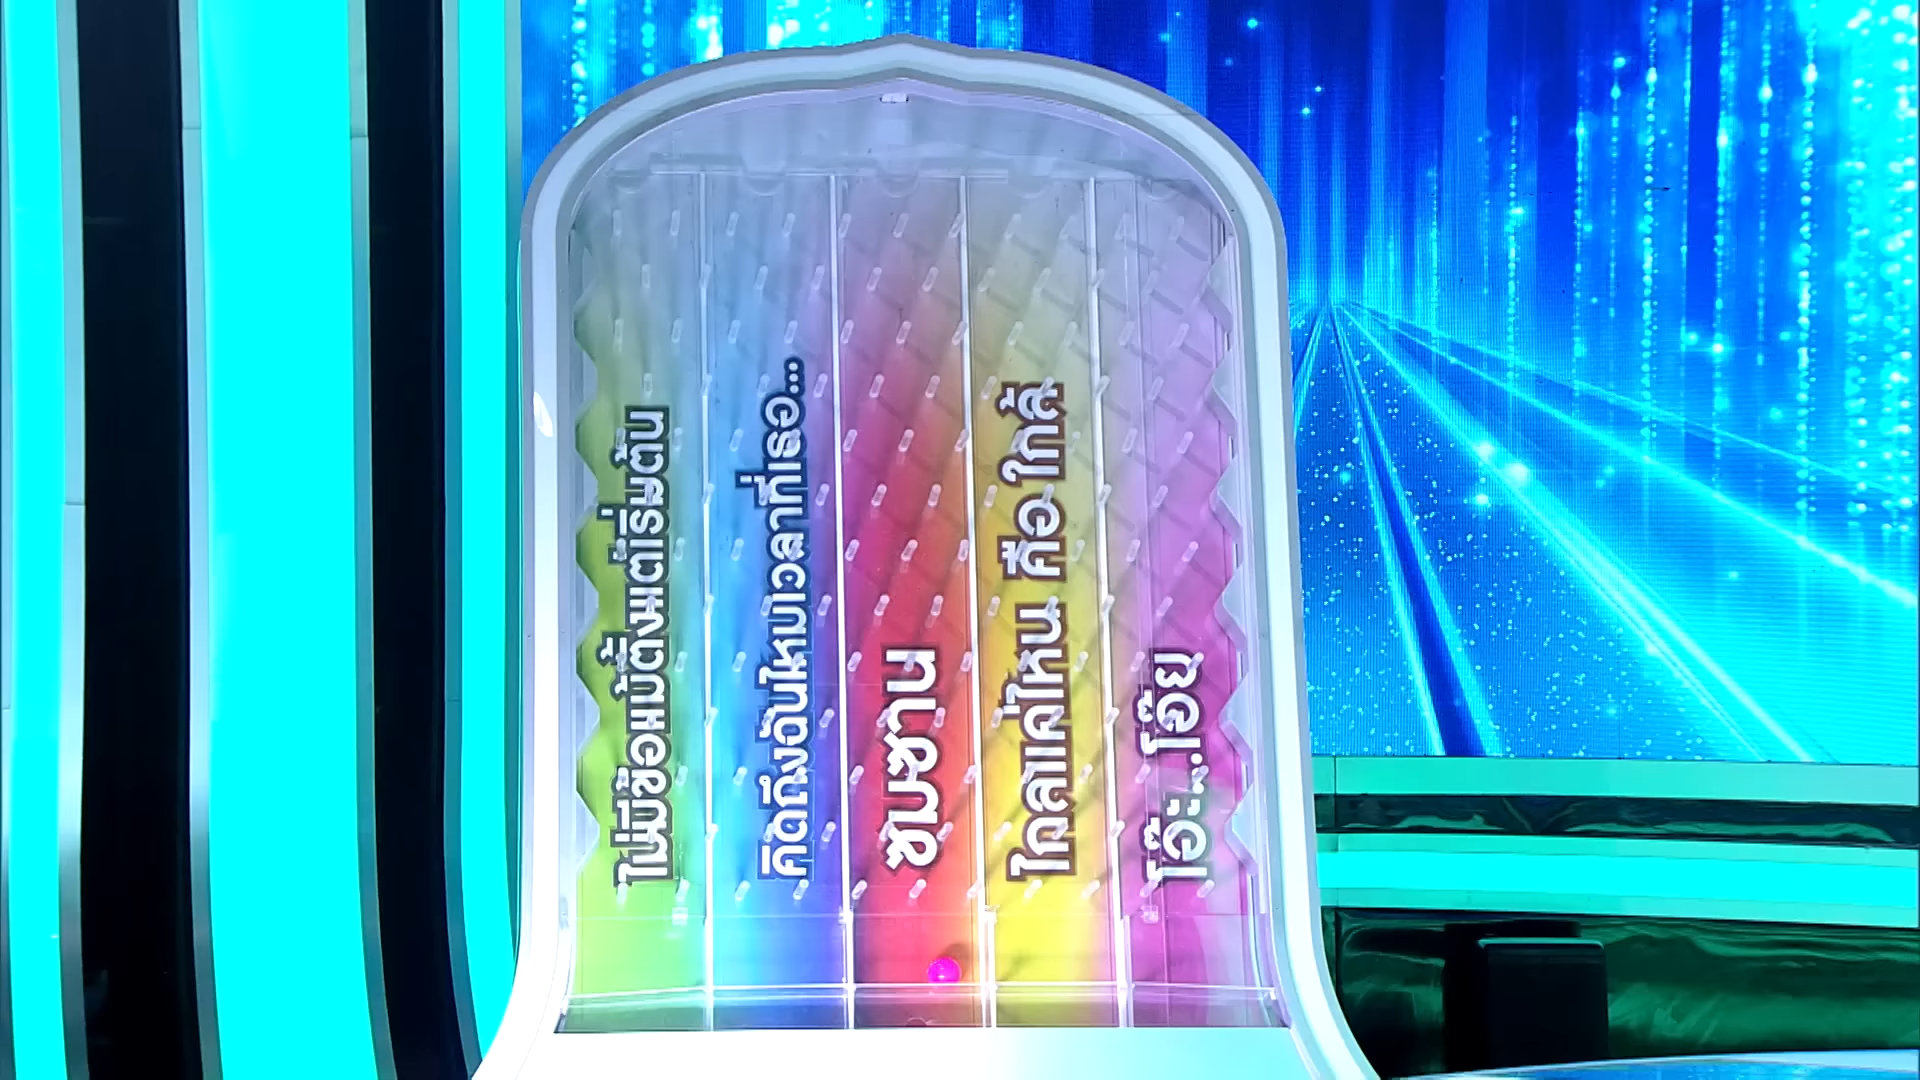 ไม่มีชื่อแม้ตั้งแต่เริ่มต้น
คิดถึงฉันไหมเวลาที่เธอ...
ซมซาน
ไกลแค่ไหน คือ ใกล้
โอ๊ะ...โอ๊ย